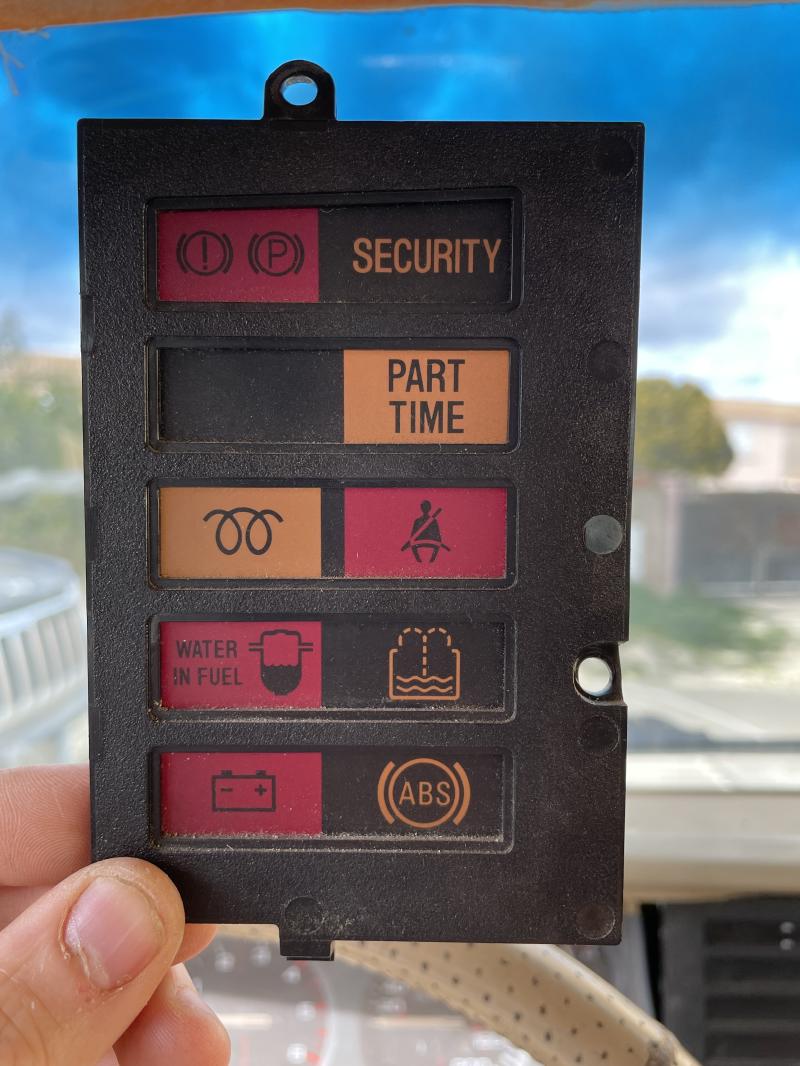 ! P
SECURITY
PART
TIME
WATER
IN FUEL
- +
ABS